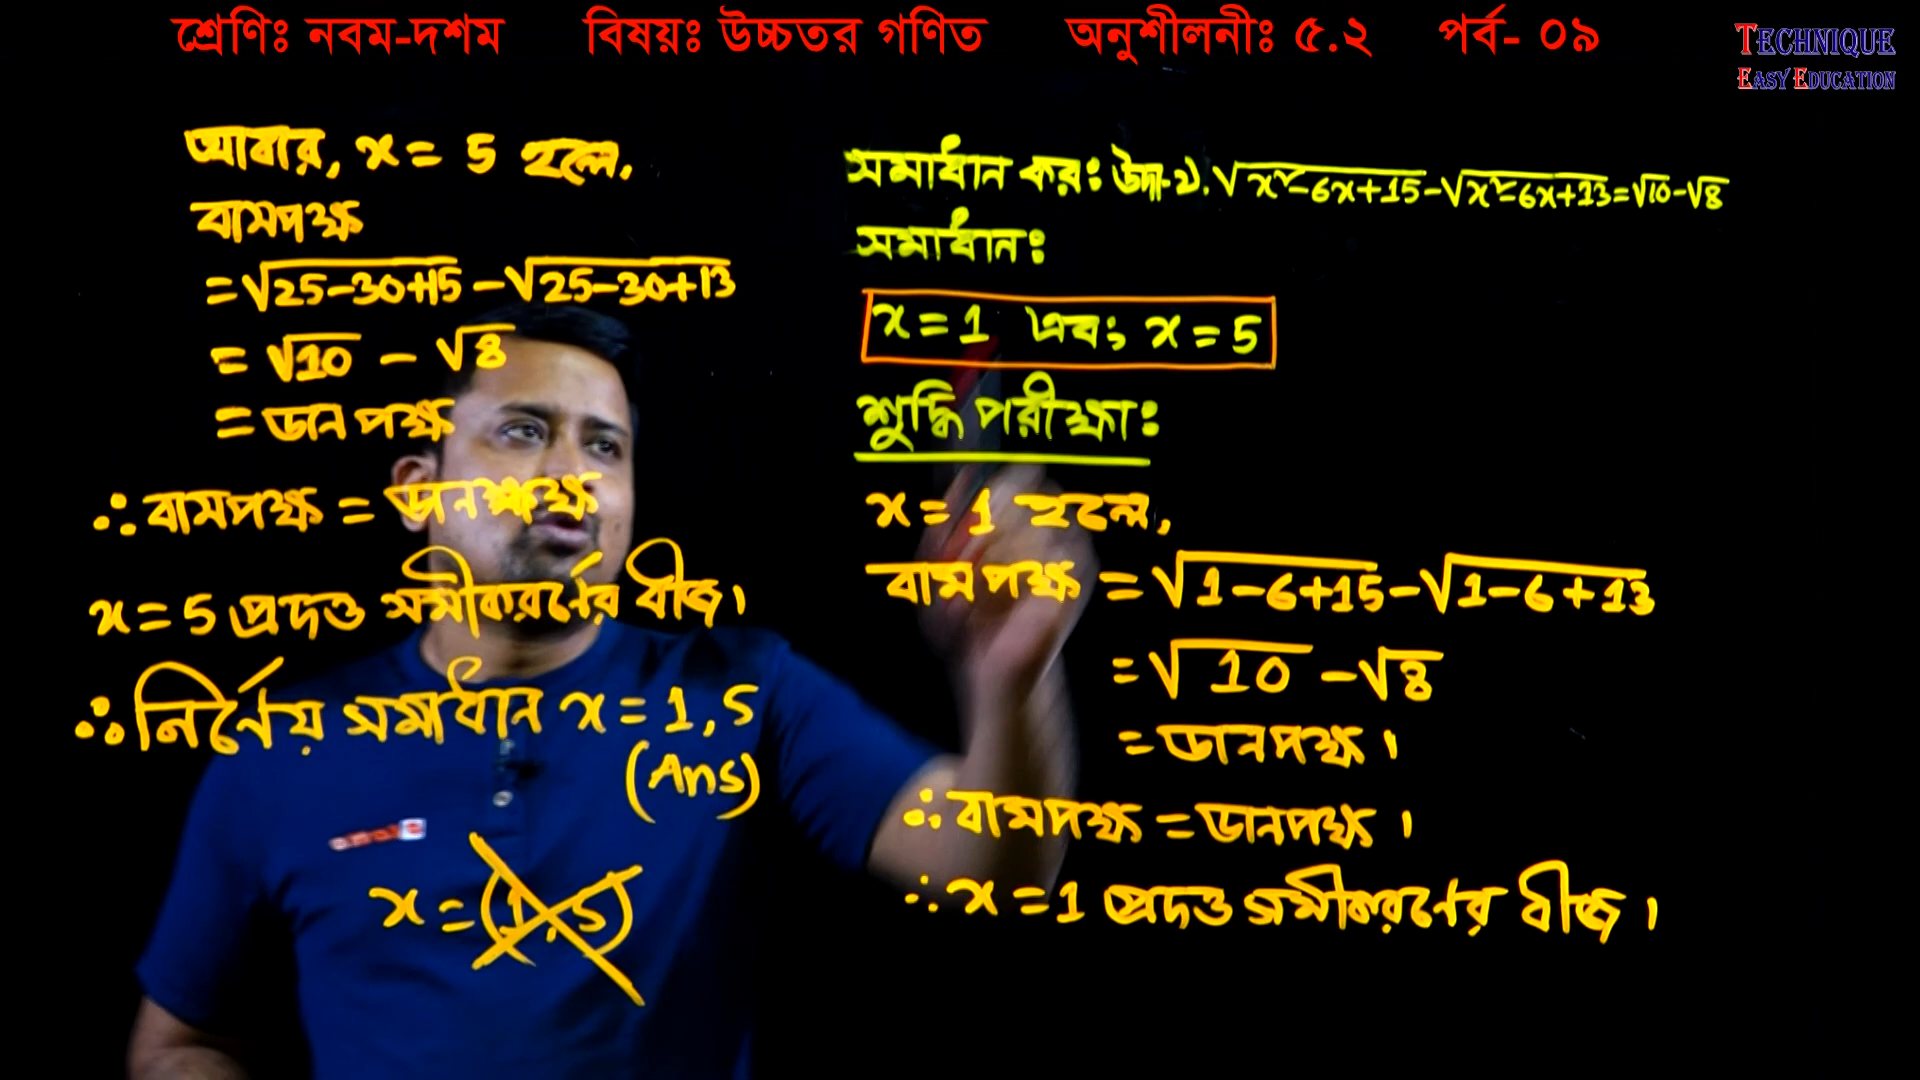 শ্রেণিঃ নবম-দশম বিষয়ঃ উচ্চতর গণিত অনুশীলনীঃ ৫.২ পর্ব- ০৯
TECHNIQUE
EASY EDUCATION
সমাধান কর: উদা-১. √x²-6x+15-√x²-6x+13=√10-√8
সমাধান:
x=1 এবং x=5
শুদ্ধি পরীক্ষা:
x=1 হলে,
বামপক্ষ =√1-6+15-√1-6+13
=√10-√8
=ডানপক্ষ।
∴বামপক্ষ=ডানপক্ষ।
∴x=1 প্রদত্ত সমীকরণের বীজ।
আবার, x=5 হলে,
বামপক্ষ
=√25-30+15-√25-30+13
=√10-√8
=ডান পক্ষ
∴বামপক্ষ=ডানপক্ষ
x=5 প্রদত্ত সমীকরণের বীজ।
∴নির্ণেয় সমাধান x=1,5
(Ans)
x=(1,5)